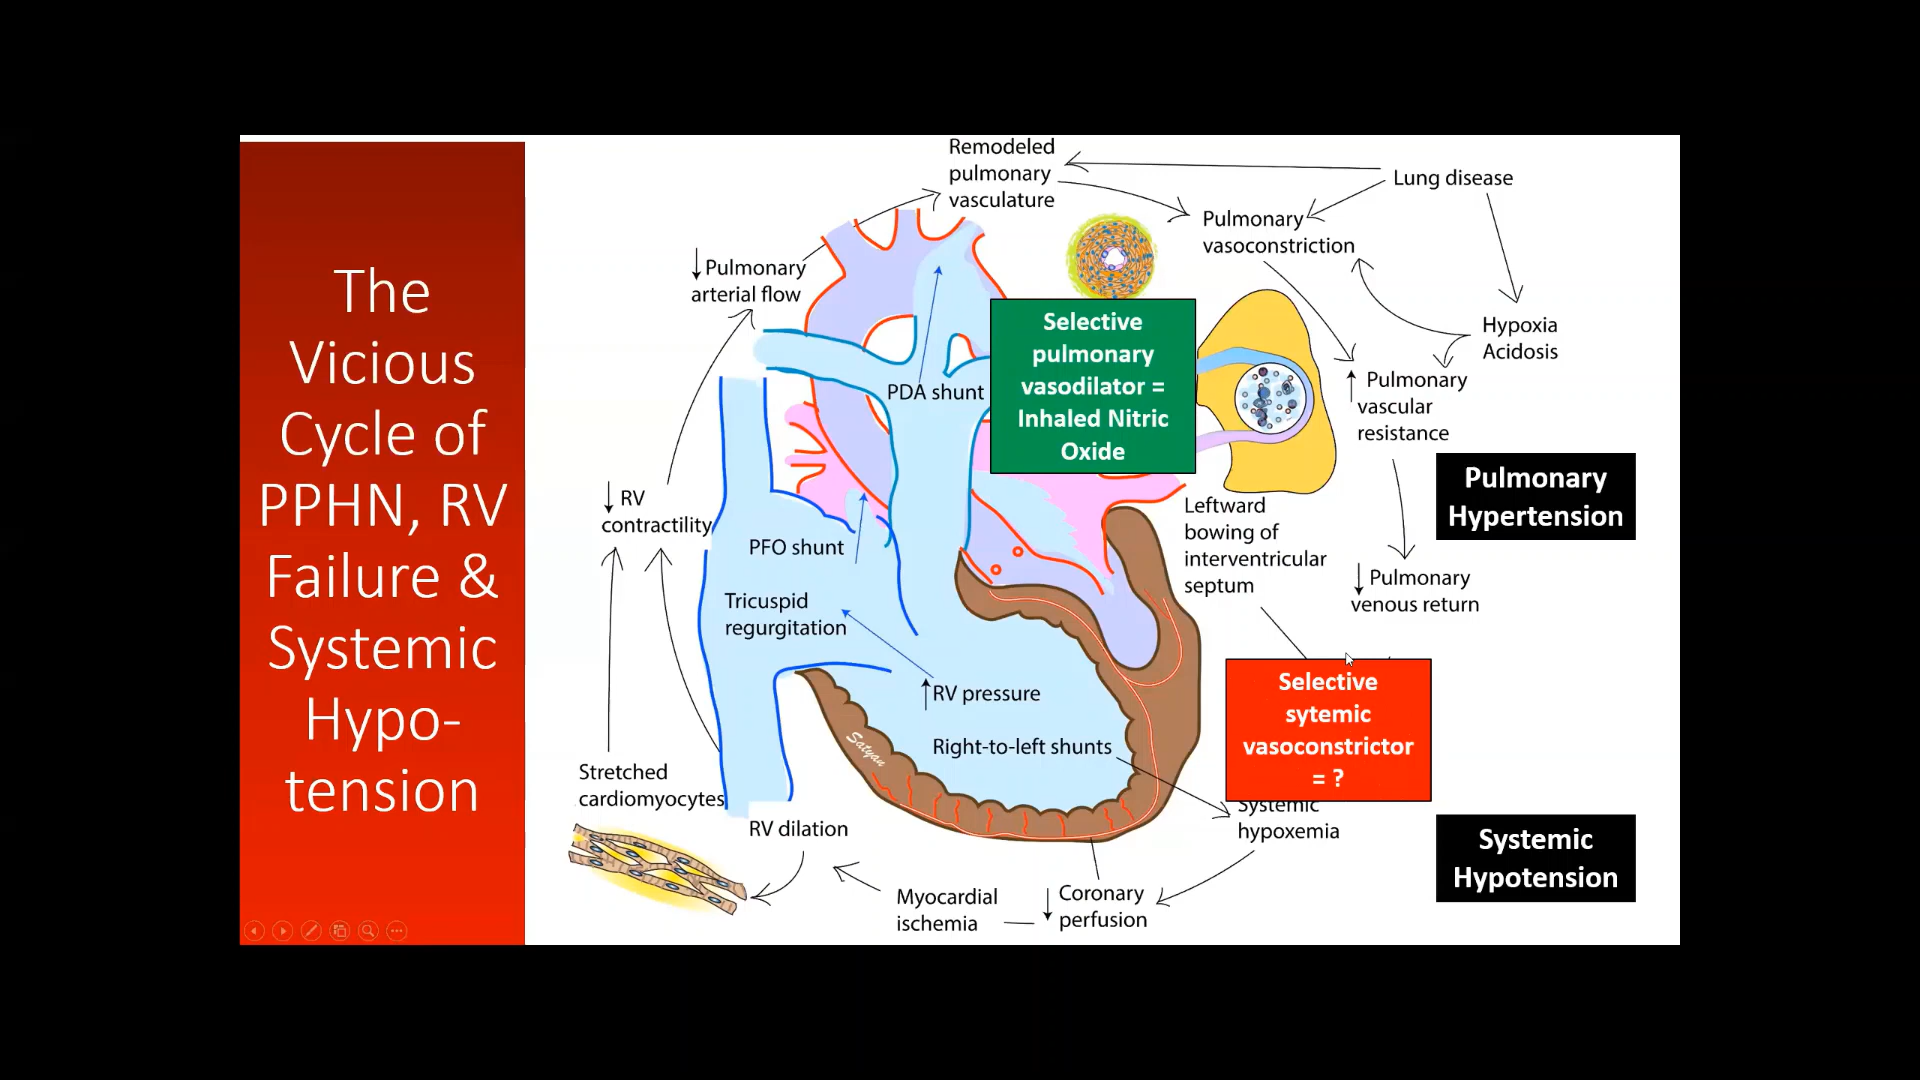 The
Vicious
Cycle of
PPHN, RV
Failure &
Systemic
Hypo-
tension
Remodeled
pulmonary
vasculature
Lung disease
Pulmonary
vasoconstriction
↓ Pulmonary
arterial flow
Selective
pulmonary
vasodilator =
Inhaled Nitric
Oxide
Hypoxia
Acidosis
↑ Pulmonary
vascular
resistance
PDA shunt
Pulmonary
Hypertension
↓ RV
contractility
Leftward
bowing of
interventricular
septum
PFO shunt
↓ Pulmonary
venous return
Tricuspid
regurgitation
↑ RV pressure
Selective
sytemic
vasoconstrictor
= ?
Right-to-left shunts
Satyan
Stretched
cardiomyocytes
Systemic
hypoxemia
RV dilation
Systemic
Hypotension
Myocardial
ischemia
↓ Coronary
perfusion